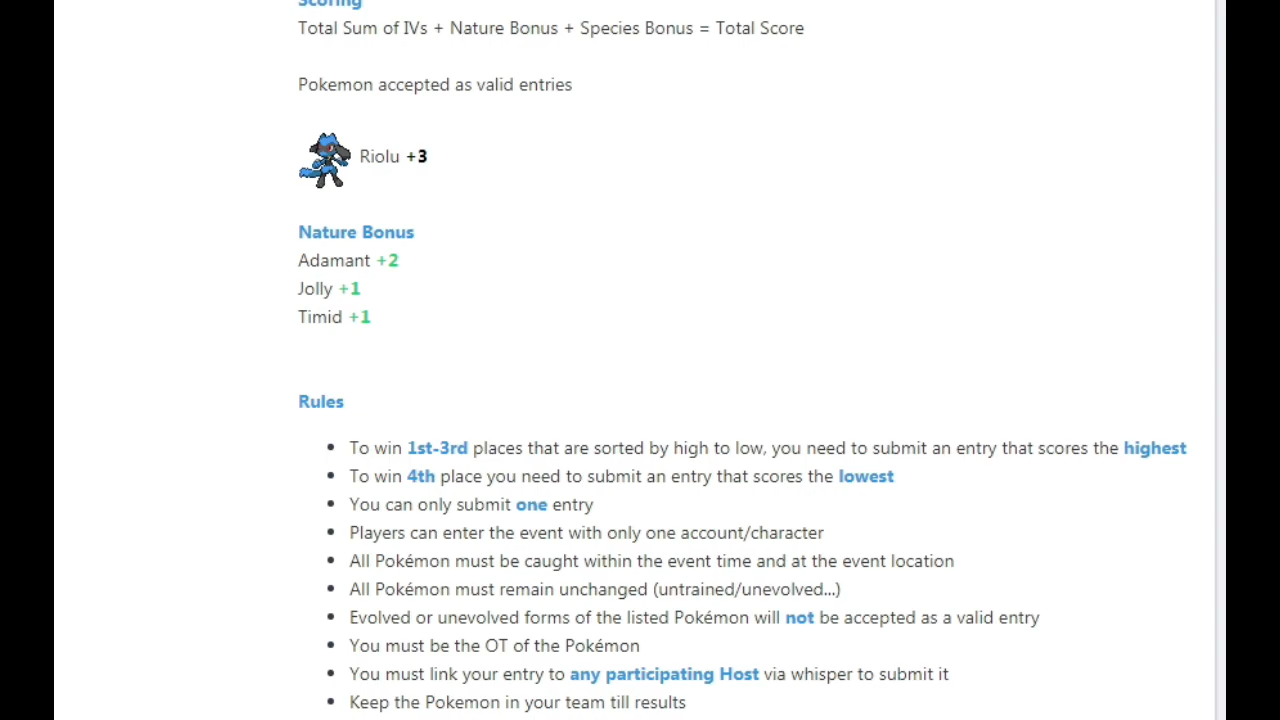 Scoring
Total Sum of IVs + Nature Bonus + Species Bonus = Total Score
Pokemon accepted as valid entries
Riolu +3
Nature Bonus
Adamant +2
Jolly +1
Timid +1
Rules
• To win 1st-3rd places that are sorted by high to low, you need to submit an entry that scores the highest
• To win 4th place you need to submit an entry that scores the lowest
• You can only submit one entry
• Players can enter the event with only one account/character
• All Pokémon must be caught within the event time and at the event location
• All Pokémon must remain unchanged (untrained/unevolved...)
• Evolved or unevolved forms of the listed Pokémon will not be accepted as a valid entry
• You must be the OT of the Pokémon
• You must link your entry to any participating Host via whisper to submit it
• Keep the Pokemon in your team till results